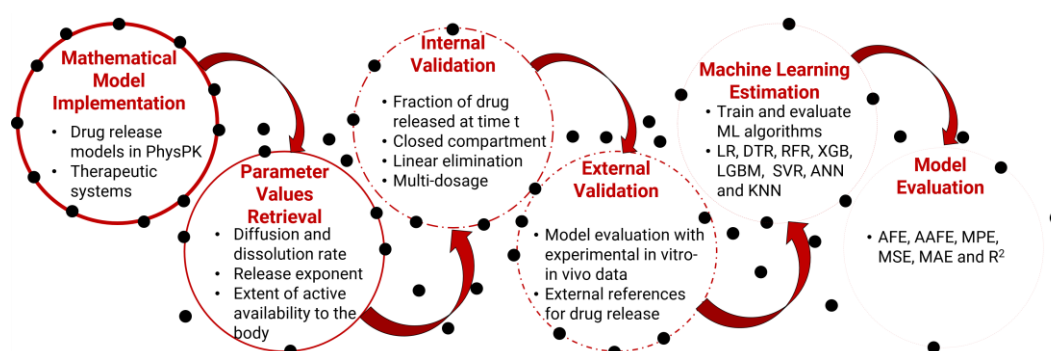 Mathematical
Model
Implementation
• Drug release
models in PhysPK
• Therapeutic
systems
Parameter
Values
Retrieval
• Diffusion and
dissolution rate
• Release exponent
• Extent of active
availability to the
body
Internal
Validation
• Fraction of drug
released at time t
• Closed compartment
• Linear elimination
• Multi-dosage
External
Validation
• Model evaluation with
experimental in vitro-
in vivo data
• External references
for drug release
Machine Learning
Estimation
• Train and evaluate
ML algorithms
• LR, DTR, RFR, XGB,
LGBM, SVR, ANN
and KNN
Model
Evaluation
• AFE, AAFE, MPE,
MSE, MAE and R²